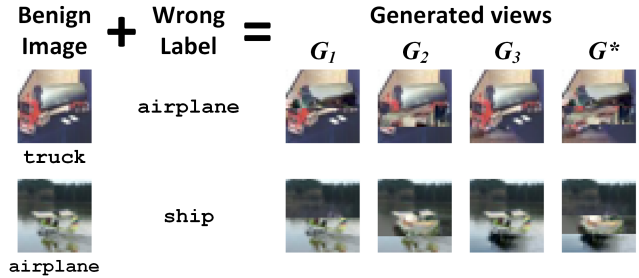 Benign Image + Wrong Label = Generated views
G1 G2 G3 G*
airplane
truck
ship
airplane